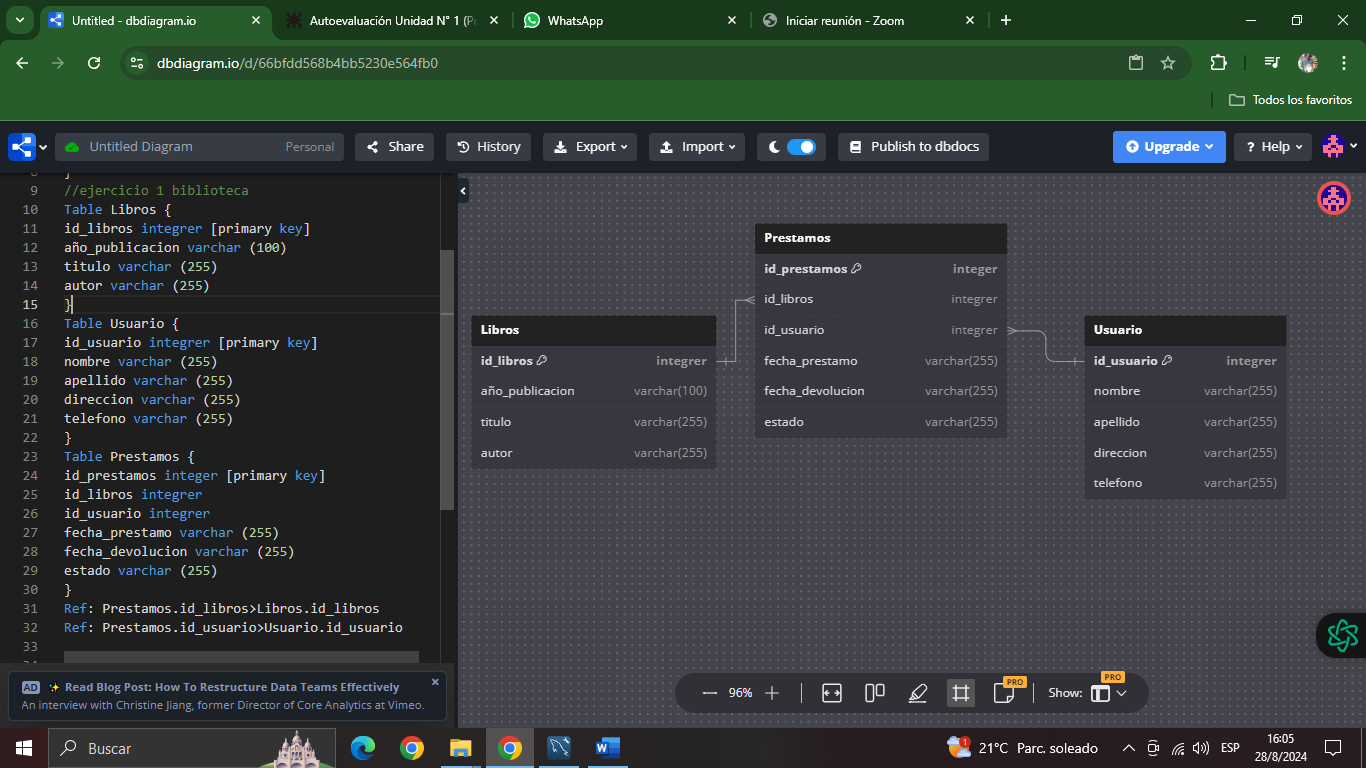 Untitled - dbdiagram.io
Autoevaluación Unidad N° 1 (P
WhatsApp
Iniciar reunión - Zoom
dbdiagram.io/d/66bfdd568b4bb5230e564fb0
Todos los favoritos
Untitled Diagram
Personal
Share
History
Export
Import
Publish to dbdocs
Upgrade
? Help
9 //ejercicio 1 biblioteca
10 Table Libros {
11 id_libros integrer [primary key]
12 año_publicacion varchar (100)
13 titulo varchar (255)
14 autor varchar (255)
15 }
16 Table Usuario {
17 id_usuario integrer [primary key]
18 nombre varchar (255)
19 apellido varchar (255)
20 direccion varchar (255)
21 telefono varchar (255)
22 }
23 Table Prestamos {
24 id_prestamos integer [primary key]
25 id_libros integrer
26 id_usuario integrer
27 fecha_prestamo varchar (255)
28 fecha_devolucion varchar (255)
29 estado varchar (255)
30 }
31 Ref: Prestamos.id_libros>Libros.id_libros
32 Ref: Prestamos.id_usuario>Usuario.id_usuario
33
AD ✨ Read Blog Post: How To Restructure Data Teams Effectively
An interview with Christine Jiang, former Director of Core Analytics at Vimeo.
Libros
id_libros integrer
año_publicacion varchar(100)
titulo varchar(255)
autor varchar(255)
Prestamos
id_prestamos integer
id_libros integrer
id_usuario integrer
fecha_prestamo varchar(255)
fecha_devolucion varchar(255)
estado varchar(255)
Usuario
id_usuario integrer
nombre varchar(255)
apellido varchar(255)
direccion varchar(255)
telefono varchar(255)
96%
PRO
Show:
PRO
Buscar
21°C Parc. soleado
ESP
16:05
28/8/2024